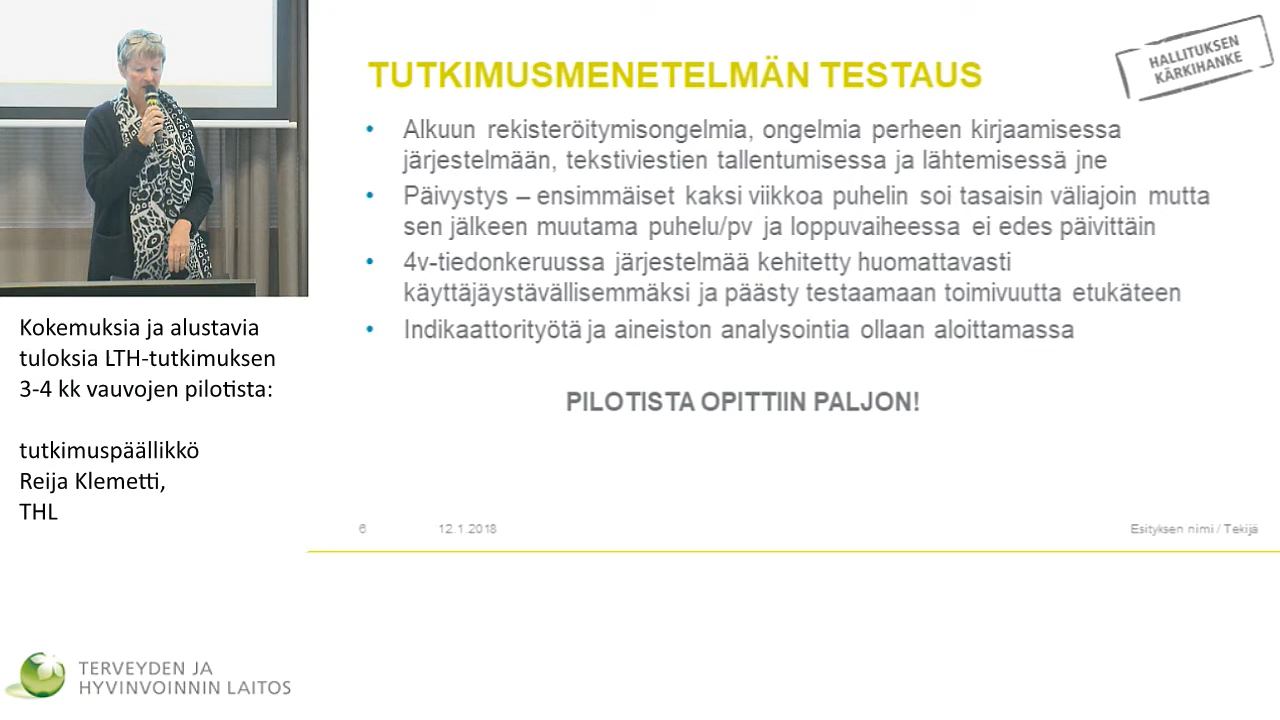 TUTKIMUSMENETELMÄN TESTAUS
HALLITUKSEN
KÄRKIHANKE
• Alkuun rekisteröitymisongelmia, ongelmia perheen kirjaamisessa
järjestelmään, tekstiviestien tallentumisessa ja lähtemisessä jne
• Päivystys – ensimmäiset kaksi viikkoa puhelin soi tasaisin väliajoin mutta
sen jälkeen muutama puhelu/pv ja loppuvaiheessa ei edes päivittäin
• 4v-tiedonkeruussa järjestelmää kehitetty huomattavasti
käyttäjäystävällisemmäksi ja päästy testaamaan toimivuutta etukäteen
• Indikaattorityötä ja aineiston analysointia ollaan aloittamassa
PILOTISTA OPITTIIN PALJON!
6 12.1.2018 Esityksen nimi / Tekijä
Kokemuksia ja alustavia
tuloksia LTH-tutkimuksen
3-4 kk vauvojen pilotista:
tutkimuspäällikkö
Reija Klemetti,
THL
TERVEYDEN JA
HYVINVOINNIN LAITOS